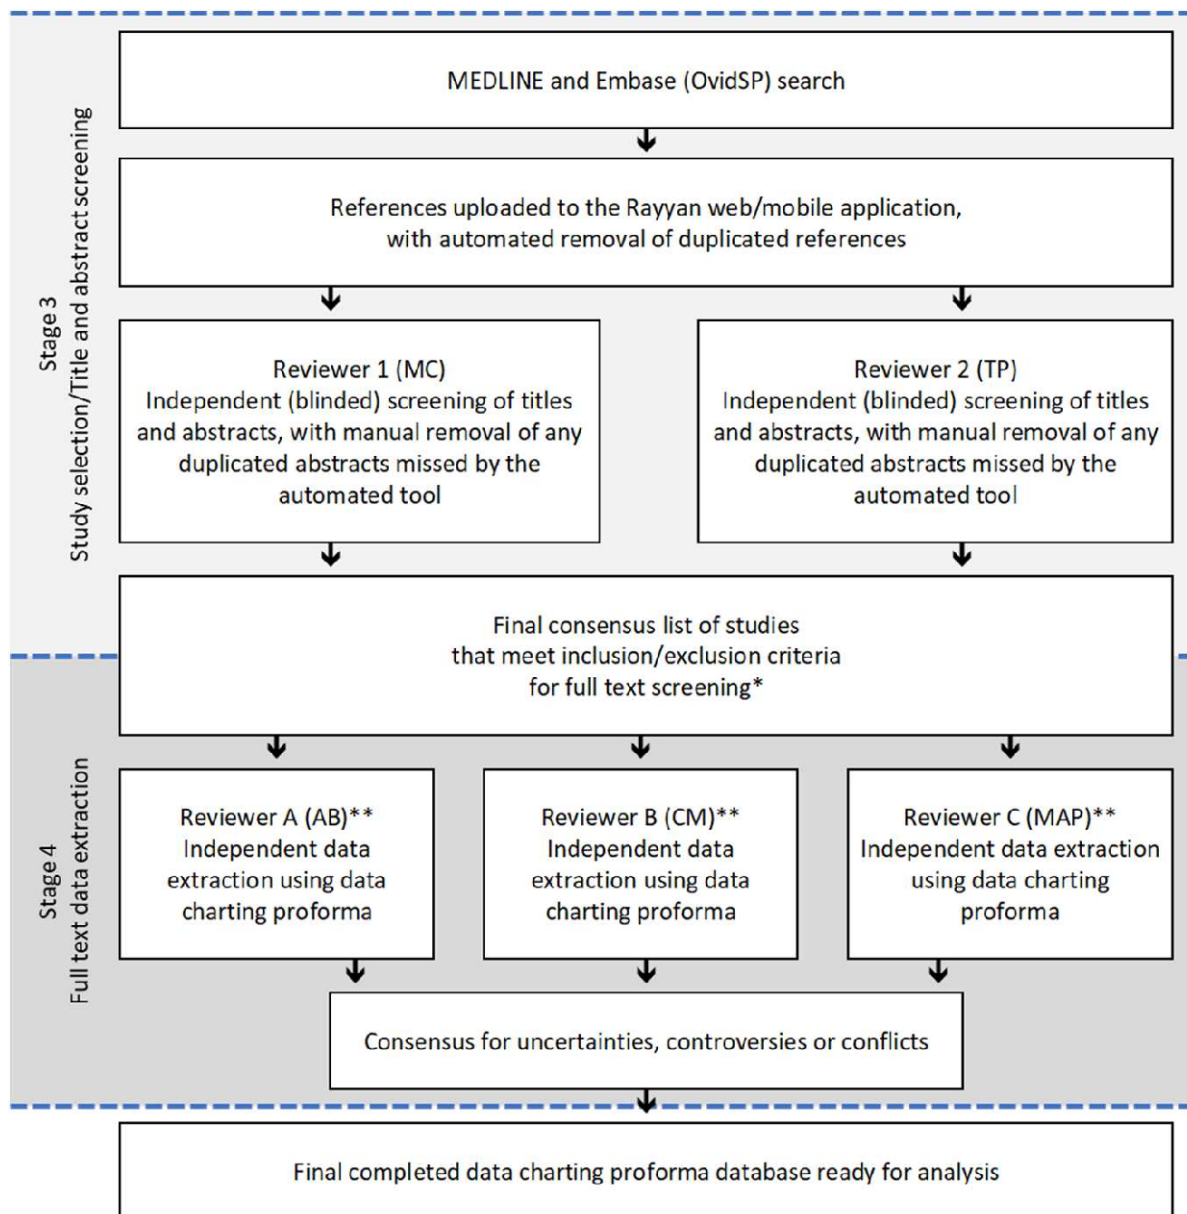 MEDLINE and Embase (OvidSP) search
References uploaded to the Rayyan web/mobile application,
with automated removal of duplicated references
Stage 3
Study selection/Title and abstract screening
Reviewer 1 (MC)
Independent (blinded) screening of titles
and abstracts, with manual removal of any
duplicated abstracts missed by the
automated tool
Reviewer 2 (TP)
Independent (blinded) screening of titles
and abstracts, with manual removal of any
duplicated abstracts missed by the
automated tool
Final consensus list of studies
that meet inclusion/exclusion criteria
for full text screening*
Stage 4
Full text data extraction
Reviewer A (AB)**
Independent data
extraction using data
charting proforma
Reviewer B (CM)**
Independent data
extraction using data
charting proforma
Reviewer C (MAP)**
Independent data extraction
using data charting
proforma
Consensus for uncertainties, controversies or conflicts
Final completed data charting proforma database ready for analysis